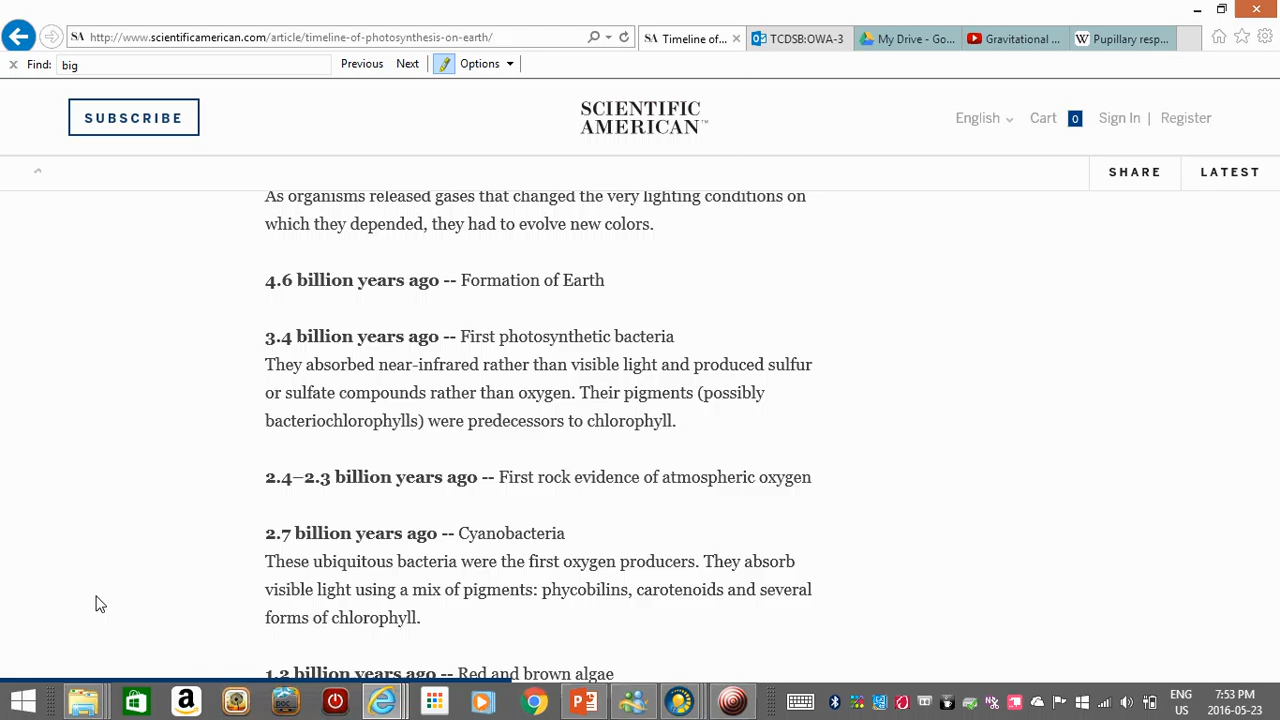 http://www.scientificamerican.com/article/timeline-of-photosynthesis-on-earth/
SA Timeline of...
TCDSB:OWA-3
My Drive - Go...
Gravitational ...
W Pupillary resp...
Find: big
Previous Next Options
SUBSCRIBE
SCIENTIFIC
AMERICAN™
English Cart 0 Sign In | Register
SHARE LATEST
As organisms released gases that changed the very lighting conditions on
which they depended, they had to evolve new colors.
4.6 billion years ago -- Formation of Earth
3.4 billion years ago -- First photosynthetic bacteria
They absorbed near-infrared rather than visible light and produced sulfur
or sulfate compounds rather than oxygen. Their pigments (possibly
bacteriochlorophylls) were predecessors to chlorophyll.
2.4–2.3 billion years ago -- First rock evidence of atmospheric oxygen
2.7 billion years ago -- Cyanobacteria
These ubiquitous bacteria were the first oxygen producers. They absorb
visible light using a mix of pigments: phycobilins, carotenoids and several
forms of chlorophyll.
1.2 billion years ago -- Red and brown algae
ENG 7:53 PM
US 2016-05-23